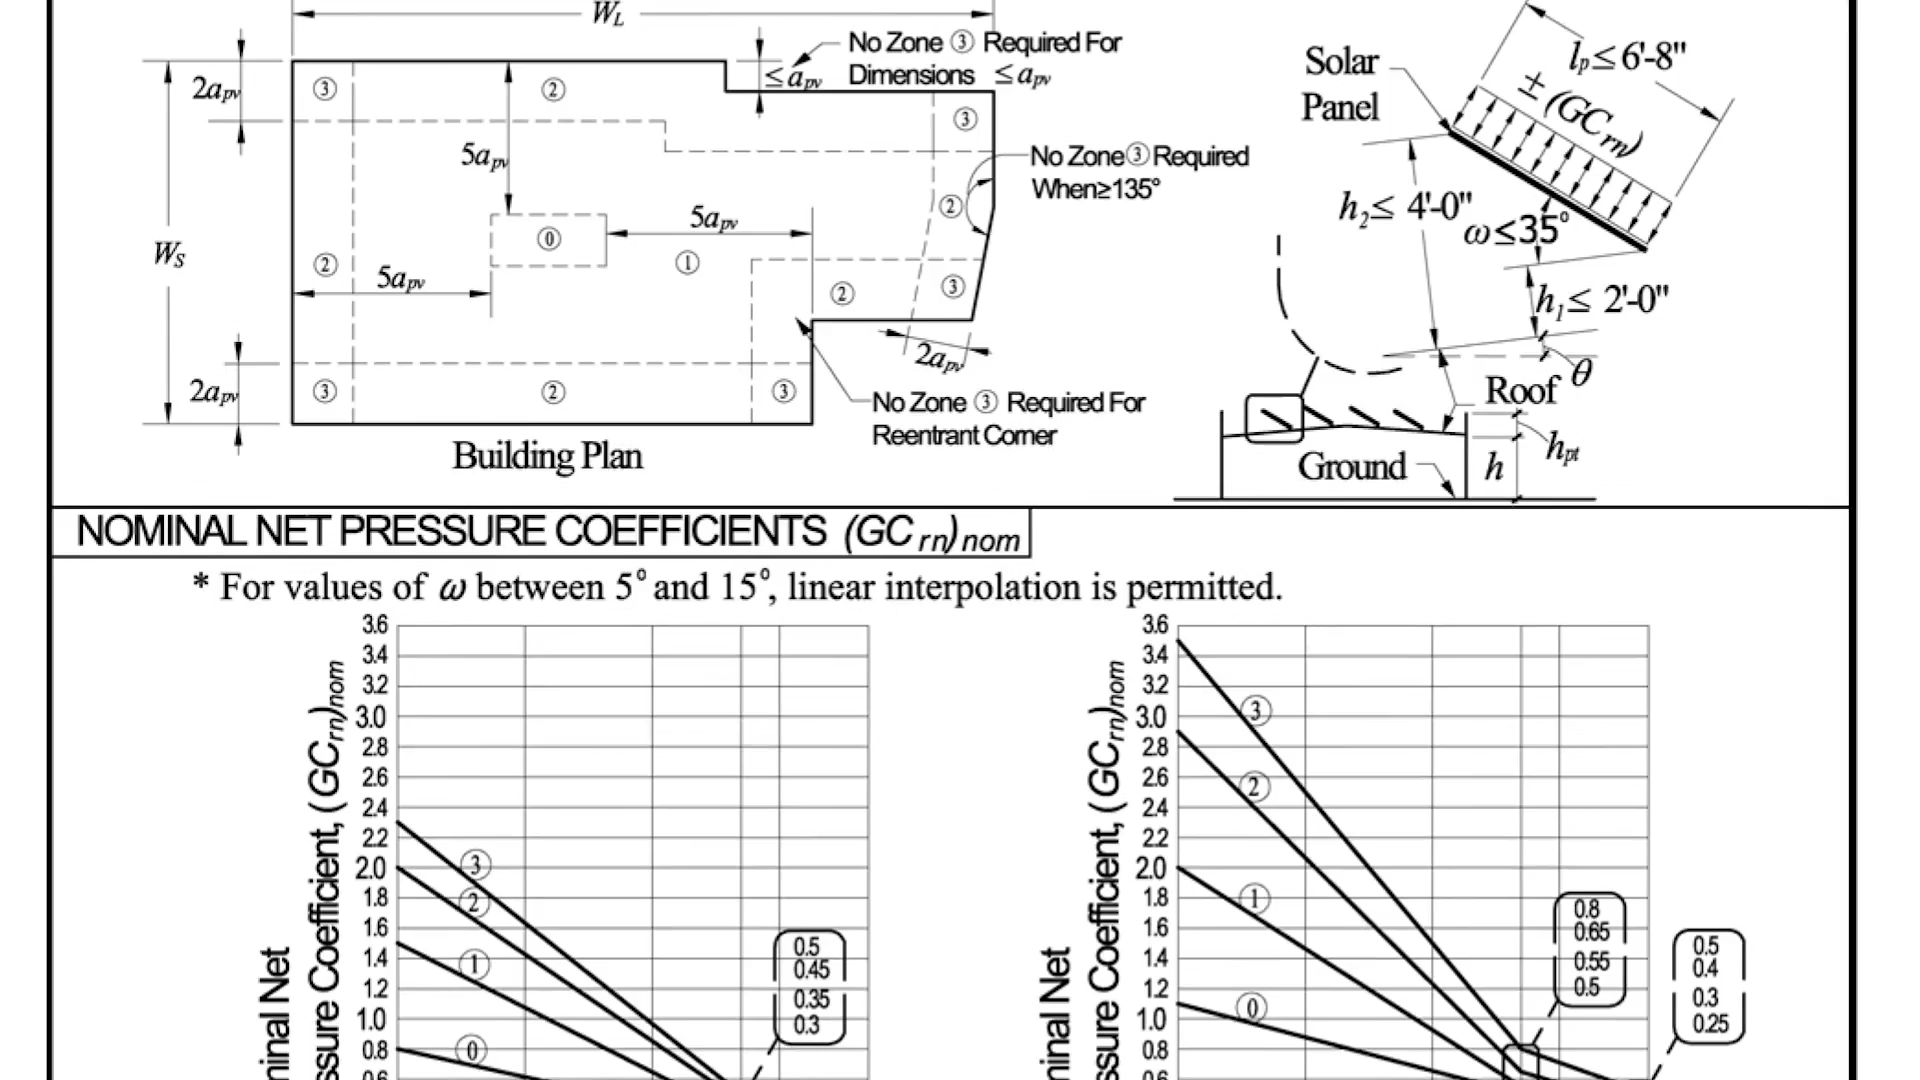 W_L
2a_pv
③
②
≤a_pv
No Zone ③ Required For
Dimensions ≤a_pv
③
5a_pv
No Zone③Required
When≥135°
②
W_S
②
5a_pv
⓪
5a_pv
①
②
③
2a_pv
2a_pv
③
②
③
No Zone ③ Required For
Reentrant Corner
Building Plan
Solar
Panel
l_p≤6'-8"
±(GC_rn)
h_2≤ 4'-0"
ω≤35°
h_1≤ 2'-0"
θ
Roof
h_pt
Ground
h
NOMINAL NET PRESSURE COEFFICIENTS (GC_rn)_nom
* For values of ω between 5° and 15°, linear interpolation is permitted.
3.6
3.4
3.2
3.0
2.8
2.6
2.4
2.2
2.0
1.8
1.6
1.4
1.2
1.0
0.8
0.6
minal Net
ssure Coefficient, (GC_rn)_nom
③
②
①
⓪
0.5
0.45
0.35
0.3
3.6
3.4
3.2
3.0
2.8
2.6
2.4
2.2
2.0
1.8
1.6
1.4
1.2
1.0
0.8
0.6
minal Net
ssure Coefficient, (GC_rn)_nom
③
②
①
⓪
0.8
0.65
0.55
0.5
0.5
0.4
0.3
0.25